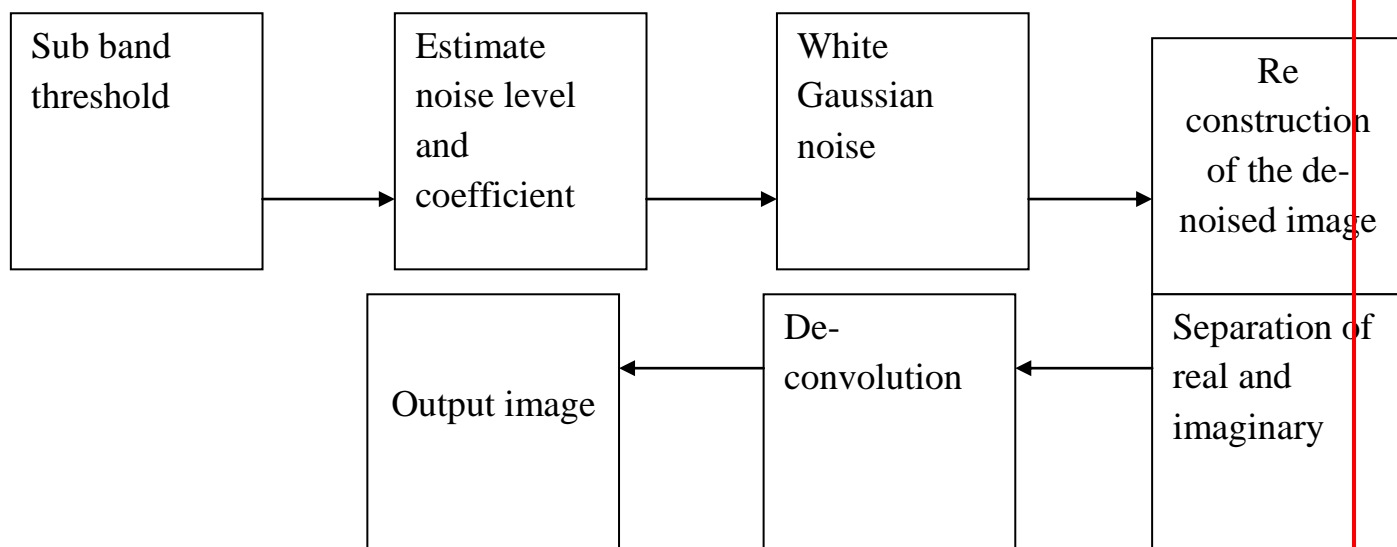 Sub band
threshold
Estimate
noise level
and
coefficient
White
Gaussian
noise
Re
construction
of the de-
noised image
Separation of
real and
imaginary
De-
convolution
Output image